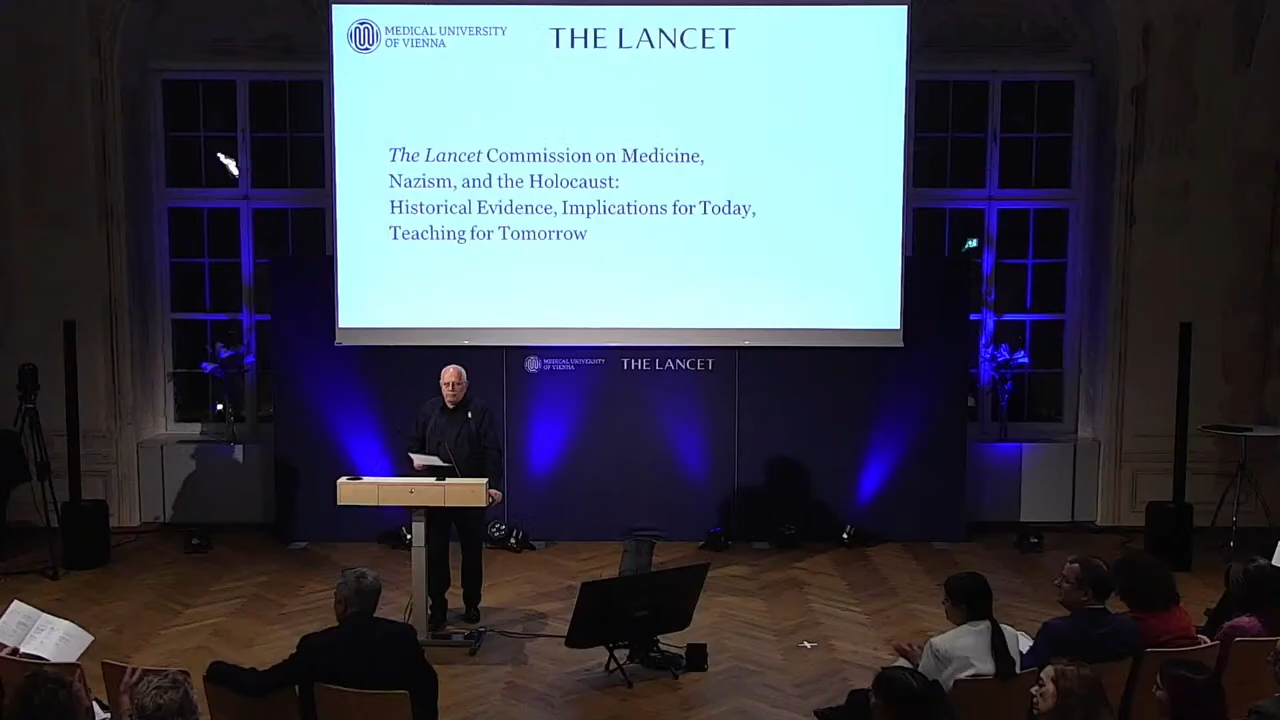 MEDICAL UNIVERSITY
OF VIENNA
THE LANCET
The Lancet Commission on Medicine,
Nazism, and the Holocaust:
Historical Evidence, Implications for Today,
Teaching for Tomorrow
MEDICAL UNIVERSITY
OF VIENNA
THE LANCET